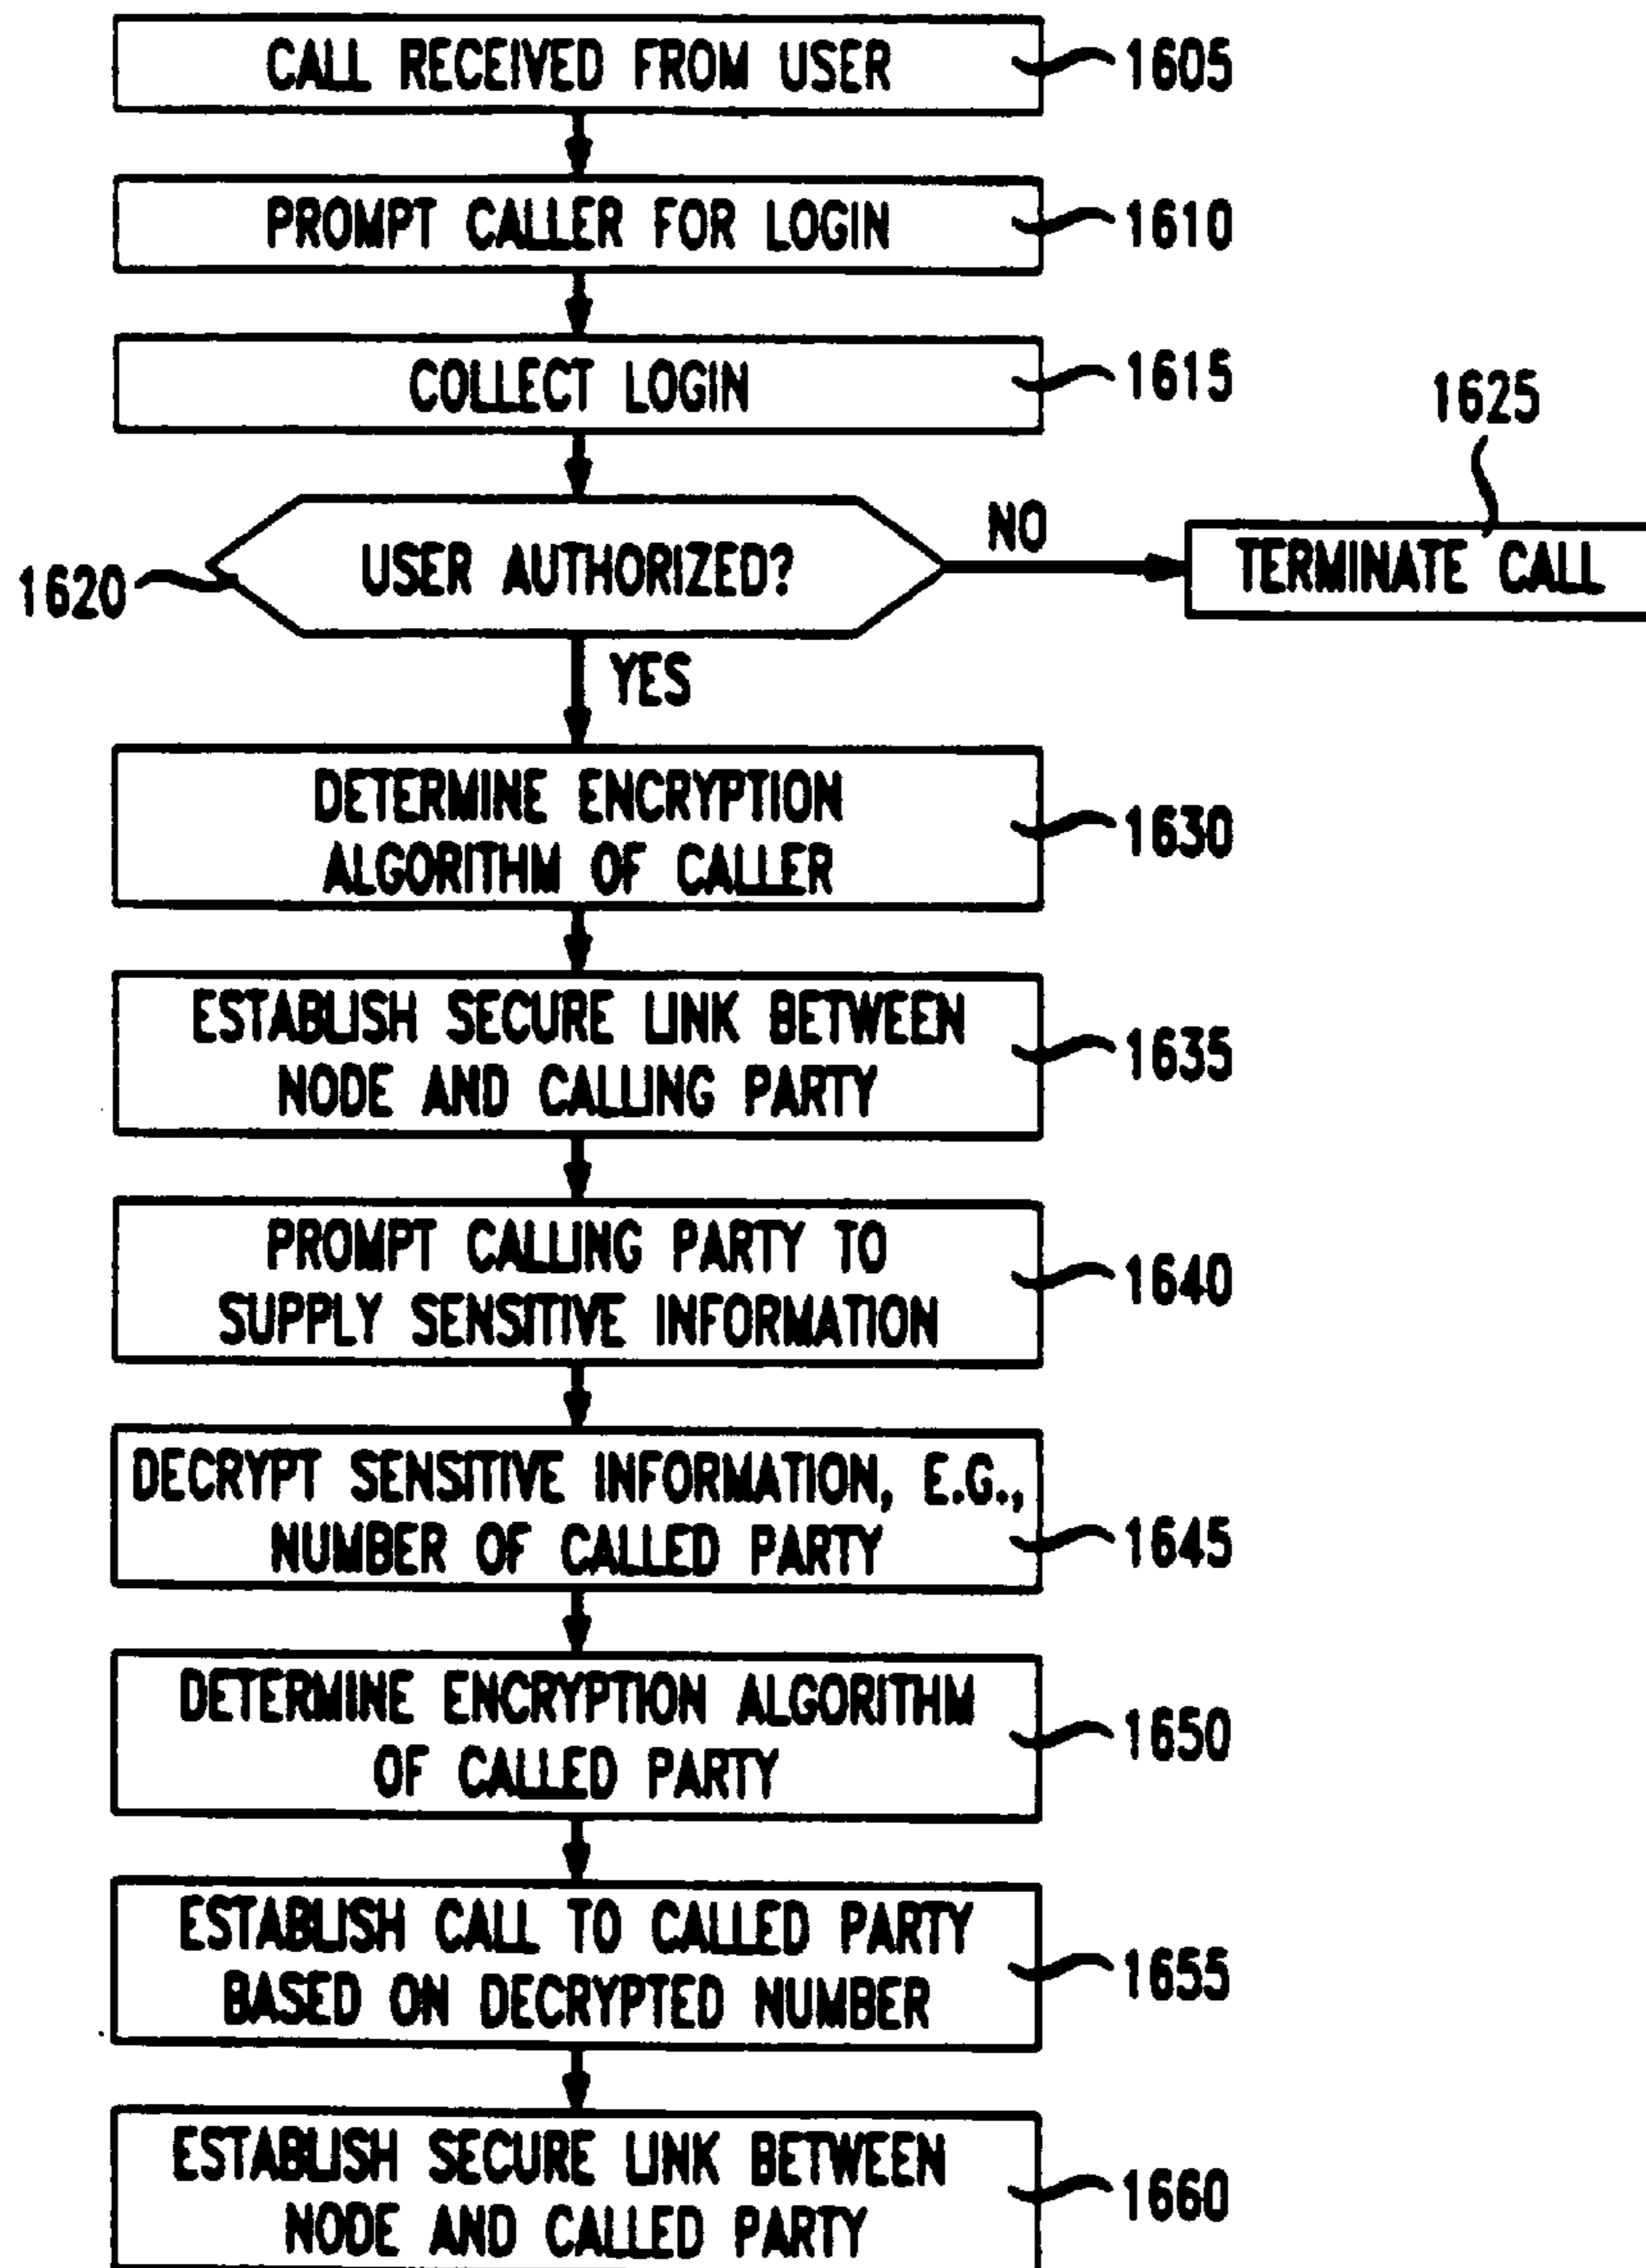 CALL RECEIVED FROM USER
1605
PROMPT CALLER FOR LOGIN
1610
COLLECT LOGIN
1615
1625
USER AUTHORIZED?
1620
NO
TERMINATE CALL
YES
DETERMINE ENCRYPTION
ALGORITHM OF CALLER
1630
ESTABLISH SECURE LINK BETWEEN
NODE AND CALLING PARTY
1635
PROMPT CALLING PARTY TO
SUPPLY SENSITIVE INFORMATION
1640
DECRYPT SENSITIVE INFORMATION, E.G.,
NUMBER OF CALLED PARTY
1645
DETERMINE ENCRYPTION ALGORITHM
OF CALLED PARTY
1650
ESTABLISH CALL TO CALLED PARTY
BASED ON DECRYPTED NUMBER
1655
ESTABLISH SECURE LINK BETWEEN
NODE AND CALLED PARTY
1660